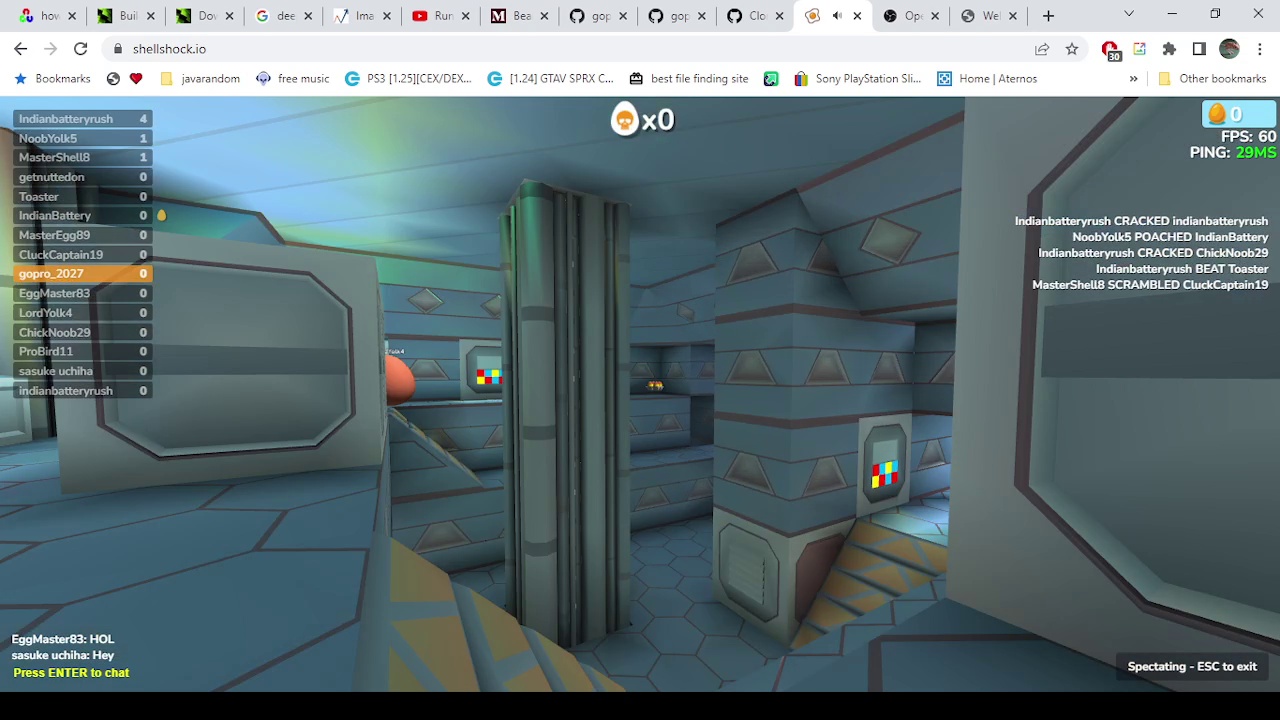 how
Buil
Dov
dee
Ima
Run
Bea
gop
gop
Clo
Ope
Wel
shellshock.io
30
Bookmarks
javarandom
free music
PS3 [1.25][CEX/DEX...
[1.24] GTAV SPRX C...
best file finding site
Sony PlayStation Sli...
Home | Aternos
»
Other bookmarks
Indianbatteryrush 4
NoobYolk5 1
MasterShell8 1
getnuttedon 0
Toaster 0
IndianBattery 0
MasterEgg89 0
CluckCaptain19 0
gopro_2027 0
EggMaster83 0
LordYolk4 0
ChickNoob29 0
ProBird11 0
sasuke uchiha 0
indianbatteryrush 0
x0
0
FPS: 60
PING: 29MS
Indianbatteryrush CRACKED indianbatteryrush
NoobYolk5 POACHED IndianBattery
Indianbatteryrush CRACKED ChickNoob29
Indianbatteryrush BEAT Toaster
MasterShell8 SCRAMBLED CluckCaptain19
EggMaster83: HOL
sasuke uchiha: Hey
Press ENTER to chat
Spectating - ESC to exit